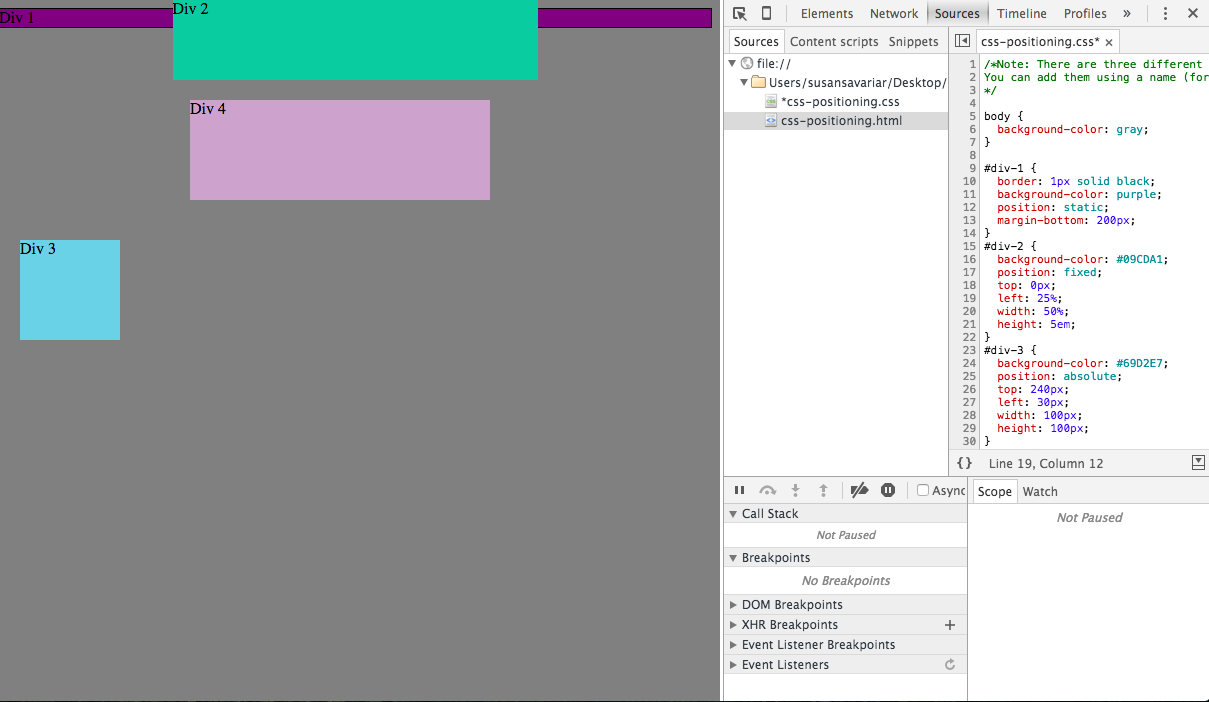 Div 1
Div 2
Div 4
Div 3
Elements Network Sources Timeline Profiles »
Sources Content scripts Snippets
file://
Users/susansavariar/Desktop/
*css-positioning.css
css-positioning.html
css-positioning.css* ×
1 /*Note: There are three different
2 You can add them using a name (for
3 */
4
5 body {
6 background-color: gray;
7 }
8
9 #div-1 {
10 border: 1px solid black;
11 background-color: purple;
12 position: static;
13 margin-bottom: 200px;
14 }
15 #div-2 {
16 background-color: #09CDA1;
17 position: fixed;
18 top: 0px;
19 left: 25%;
20 width: 50%;
21 height: 5em;
22 }
23 #div-3 {
24 background-color: #69D2E7;
25 position: absolute;
26 top: 240px;
27 left: 30px;
28 width: 100px;
29 height: 100px;
30 }
{} Line 19, Column 12
Async
Call Stack
Not Paused
Breakpoints
No Breakpoints
DOM Breakpoints
XHR Breakpoints
Event Listener Breakpoints
Event Listeners
Scope Watch
Not Paused